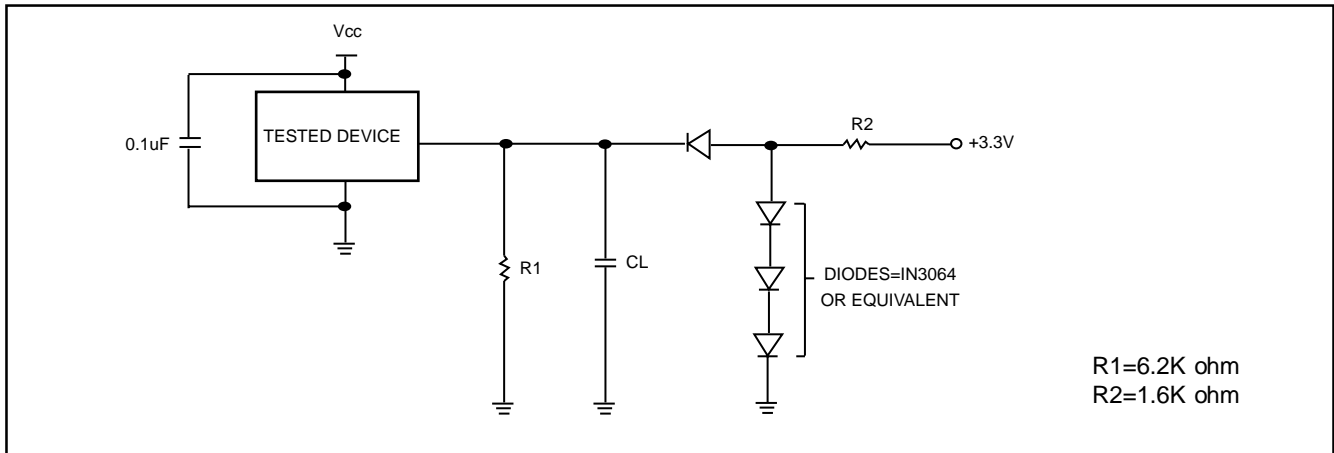 Vcc
0.1uF
TESTED DEVICE
R2
+3.3V
R1
CL
DIODES=IN3064
OR EQUIVALENT
R1=6.2K ohm
R2=1.6K ohm